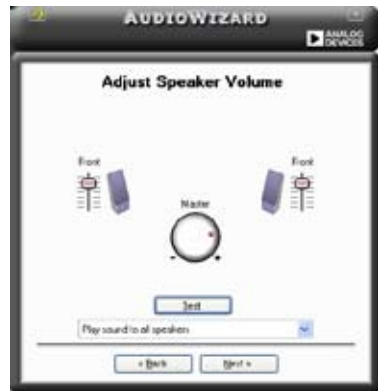 AUDIOWIZARD
ANALOG
DEVICES
Adjust Speaker Volume
Front
Front
Master
- +
Test
Play sound to all speakers
< Back
Next >